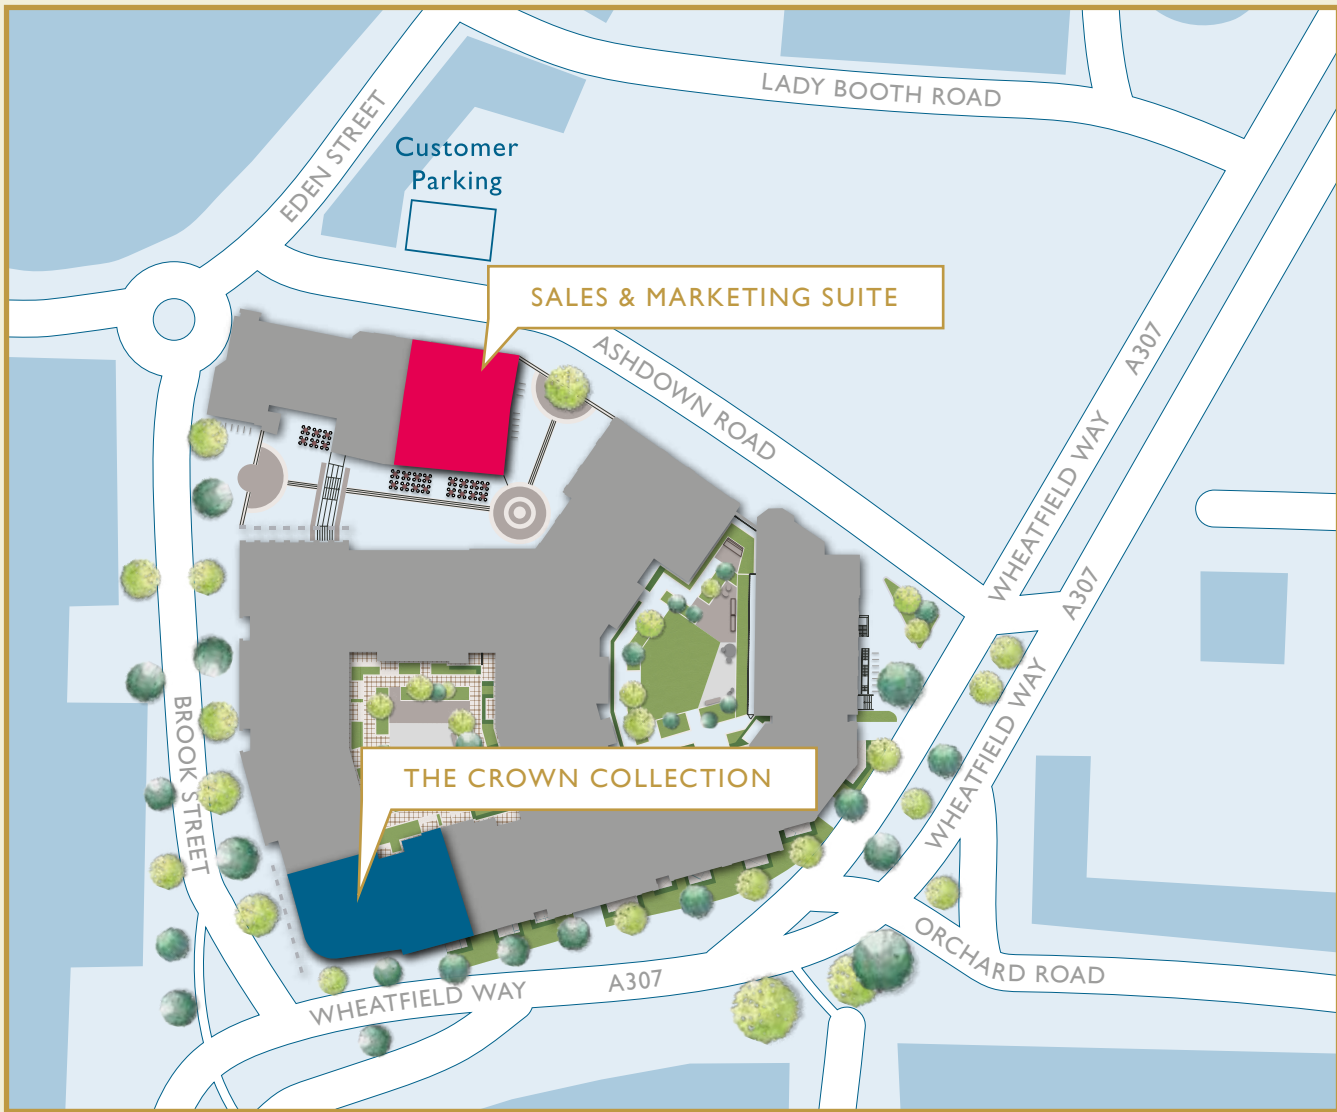 LADY BOOTH ROAD
EDEN STREET
Customer
Parking
SALES & MARKETING SUITE
ASHDOWN ROAD
A307
WHEATFIELD WAY
A307
WHEATFIELD WAY
BROOK STREET
THE CROWN COLLECTION
ORCHARD ROAD
WHEATFIELD WAY
A307